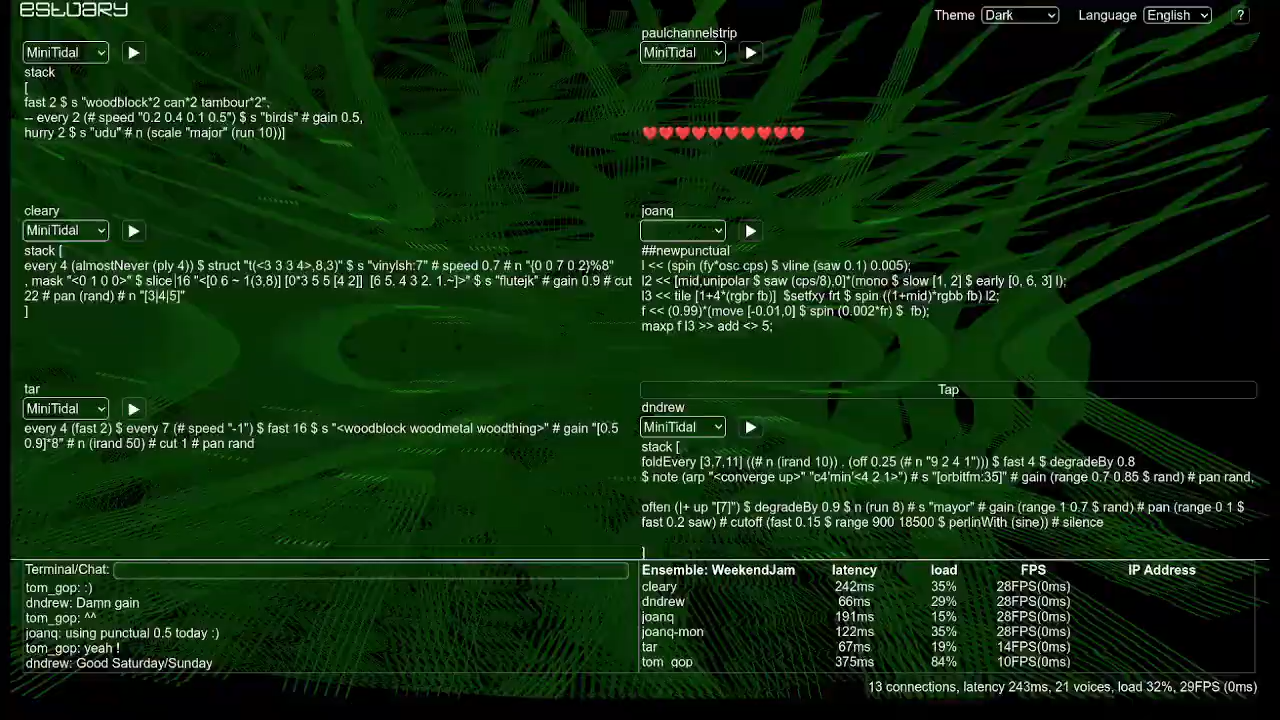 estuary
Theme Dark Language English ?
MiniTidal
stack
[
fast 2 $ s "woodblock*2 can*2 tambour*2",
-- every 2 (# speed "0.2 0.4 0.1 0.5") $ s "birds" # gain 0.5,
hurry 2 $ s "udu" # n (scale "major" (run 10))]
paulchannelstrip
MiniTidal
❤️❤️❤️❤️❤️❤️❤️❤️❤️❤️
cleary
MiniTidal
stack [
every 4 (almostNever (ply 4)) $ struct "t(<3 3 3 4>,8,3)" $ s "vinylsh:7" # speed 0.7 # n "{0 0 7 0 2}%8"
, mask "<0 1 0 0>" $ slice 16 "<[0 6 ~ 1(3,8)] [0*3 5 5 [4 2]] [6 5. 4 3 2. 1.~]>" $ s "flutejk" # gain 0.9 # cut
22 # pan (rand) # n "[3|4|5]"
]
joanq
##newpunctual
l << (spin (fy*osc cps) $ vline (saw 0.1) 0.005);
l2 << [mid,unipolar $ saw (cps/8),0]*(mono $ slow [1, 2] $ early [0, 6, 3] l);
l3 << tile [1+4*(rgbr fb)] $setfxy frt $ spin ((1+mid)*rgbb fb) l2;
f << (0.99)*(move [-0.01,0] $ spin (0.002*fr) $ fb);
maxp f l3 >> add <> 5;
tar
MiniTidal
every 4 (fast 2) $ every 7 (# speed "-1") $ fast 16 $ s "<woodblock woodmetal woodthing>" # gain "[0.5
0.9]*8" # n (irand 50) # cut 1 # pan rand
Tap
dndrew
MiniTidal
stack [
foldEvery [3,7,11] ((# n (irand 10)) . (off 0.25 (# n "9 2 4 1"))) $ fast 4 $ degradeBy 0.8
$ note (arp "<converge up>" "c4'min'<4 2 1>") # s "[orbitfm:35]" # gain (range 0.7 0.85 $ rand) # pan rand,
often (|+ up "[7]") $ degradeBy 0.9 $ n (run 8) # s "mayor" # gain (range 1 0.7 $ rand) # pan (range 0 1 $
fast 0.2 saw) # cutoff (fast 0.15 $ range 900 18500 $ perlinWith (sine)) # silence
]
Terminal/Chat:
tom_gop: :)
dndrew: Damn gain
tom_gop: ^^
joanq: using punctual 0.5 today :)
tom_gop: yeah !
dndrew: Good Saturday/Sunday
Ensemble: WeekendJam latency load FPS IP Address
cleary 242ms 35% 28FPS(0ms)
dndrew 66ms 29% 28FPS(0ms)
joanq 191ms 15% 28FPS(0ms)
joanq-mon 122ms 35% 28FPS(0ms)
tar 67ms 19% 14FPS(0ms)
tom_gop 375ms 84% 10FPS(0ms)
13 connections, latency 243ms, 21 voices, load 32%, 29FPS (0ms)